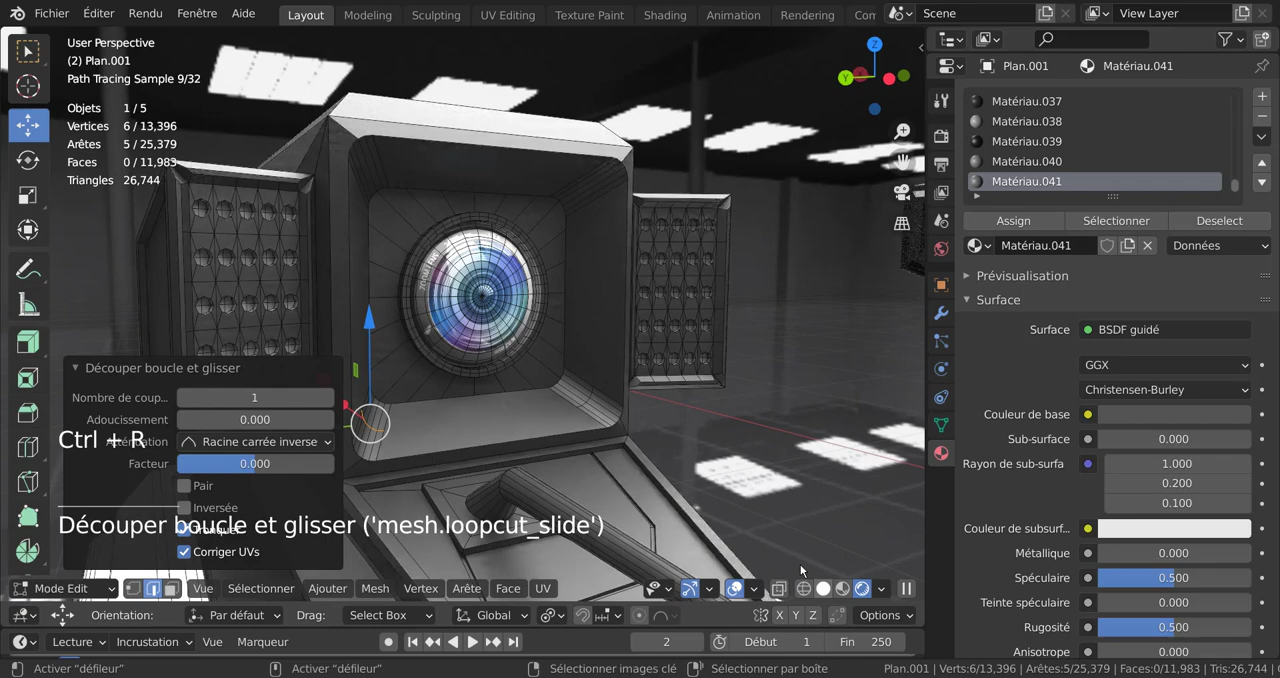 Fichier Éditer Rendu Fenêtre Aide Layout Modeling Sculpting UV Editing Texture Paint Shading Animation Rendering Com Scene View Layer
User Perspective
(2) Plan.001
Path Tracing Sample 9/32
Objets 1 / 5
Vertices 6 / 13,396
Arêtes 5 / 25,379
Faces 0 / 11,983
Triangles 26,744
Z
Y
Découper boucle et glisser
Nombre de coup... 1
Adoucissement 0.000
Racine carrée inverse
Ctrl + R
Facteur 0.000
Pair
Inversée
Découper boucle et glisser ('mesh.loopcut_slide')
Corriger UVs
Mode Edit Vue Sélectionner Ajouter Mesh Vertex Arête Face UV
Orientation: Par défaut Drag: Select Box Global X Y Z Options
Lecture Incrustation Vue Marqueur 2 Début 1 Fin 250
Activer “défileur” Activer “défileur” Sélectionner images clé Sélectionner par boîte Plan.001 | Verts:6/13,396 | Arêtes:5/25,379 | Faces:0/11,983 | Tris:26,744 |
Plan.001 Matériau.041
Matériau.037
Matériau.038
Matériau.039
Matériau.040
Matériau.041
Assign Sélectionner Deselect
Matériau.041 Données
Prévisualisation
Surface
Surface BSDF guidé
GGX
Christensen-Burley
Couleur de base
Sub-surface 0.000
Rayon de sub-surfa 1.000
0.200
0.100
Couleur de subsurf...
Métallique 0.000
Spéculaire 0.500
Teinte spéculaire 0.000
Rugosité 0.500
Anisotrope 0.000